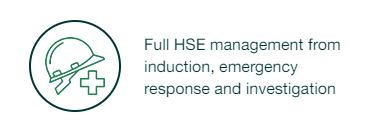 Full HSE management from
induction, emergency
response and investigation